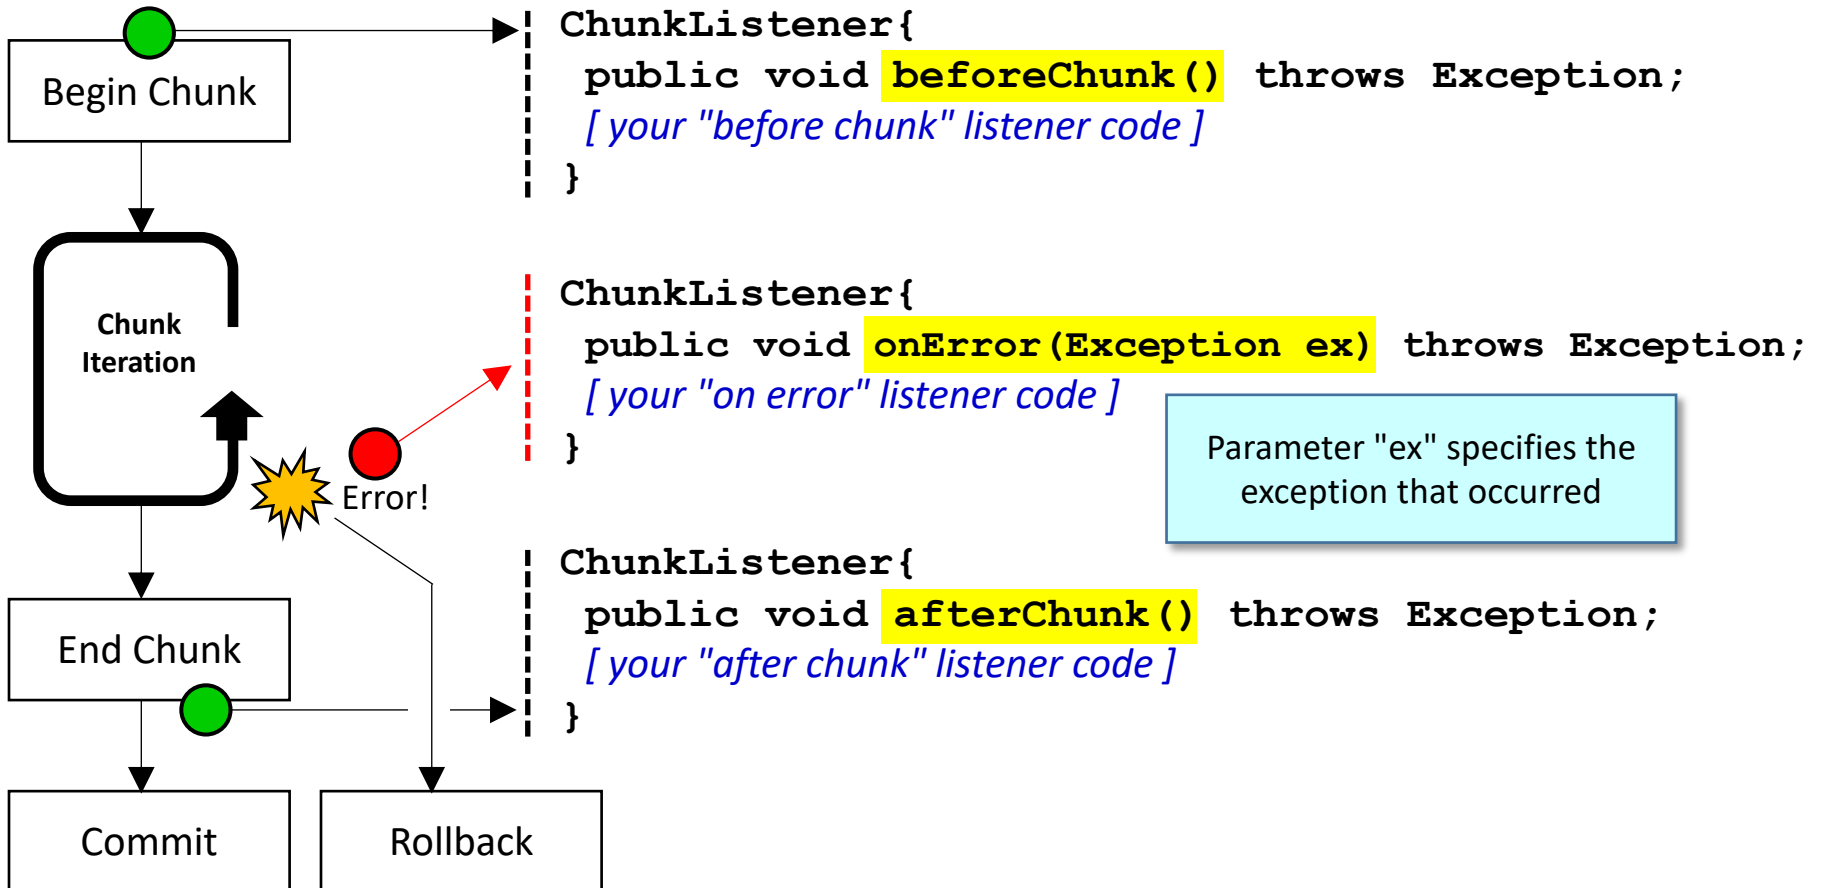 Begin Chunk
ChunkListener{
public void beforeChunk() throws Exception;
[ your "before chunk" listener code ]
}
Chunk
Iteration
ChunkListener{
public void onError(Exception ex) throws Exception;
[ your "on error" listener code ]
}
Parameter "ex" specifies the
exception that occurred
Error!
ChunkListener{
public void afterChunk() throws Exception;
[ your "after chunk" listener code ]
}
End Chunk
Commit
Rollback